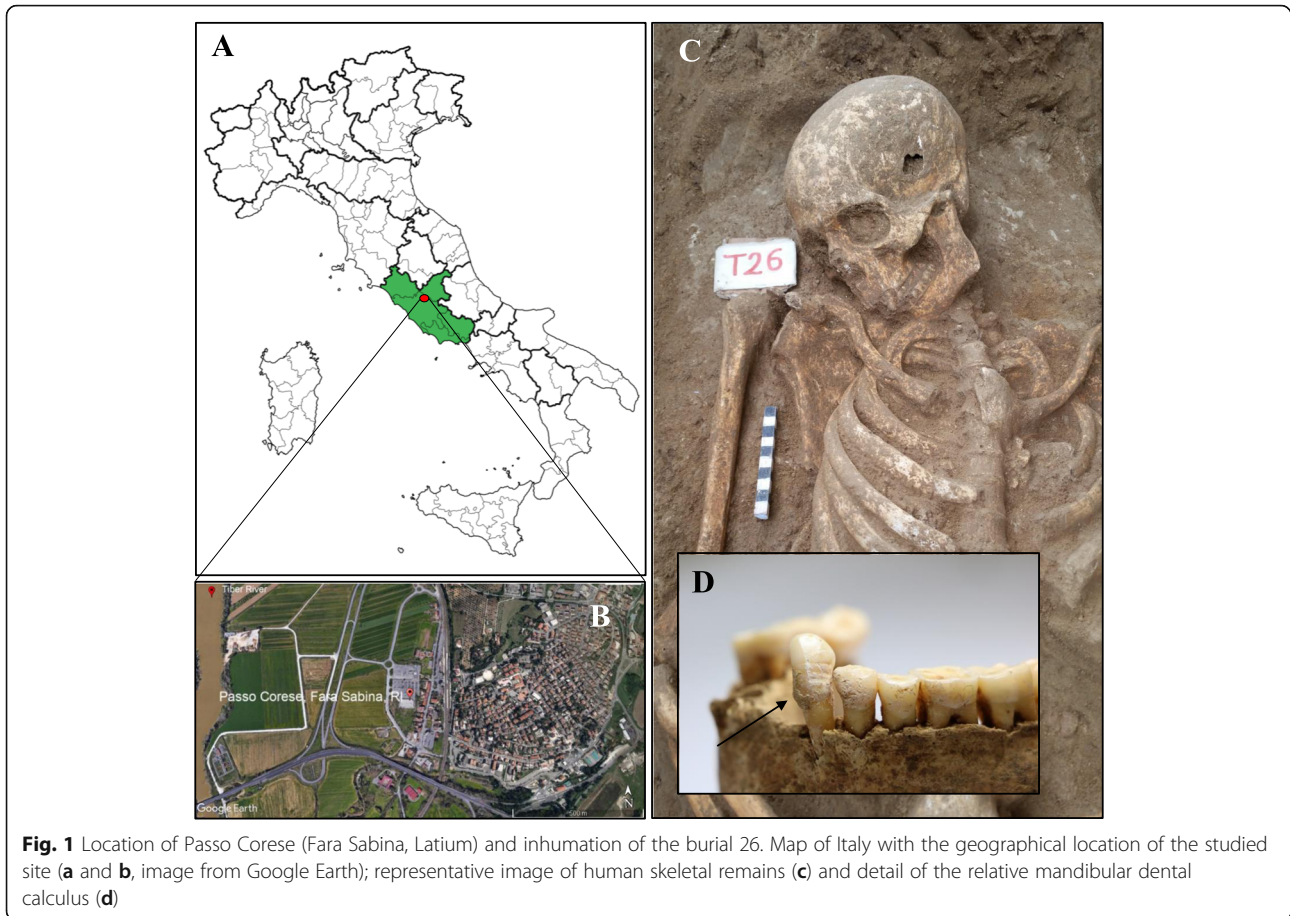 A
C
T26
D
Tiber River
B
Passo Corese, Fara Sabina, RI
Google Earth
N
500 m
Fig. 1 Location of Passo Corese (Fara Sabina, Latium) and inhumation of the burial 26. Map of Italy with the geographical location of the studied
site (a and b, image from Google Earth); representative image of human skeletal remains (c) and detail of the relative mandibular dental
calculus (d)